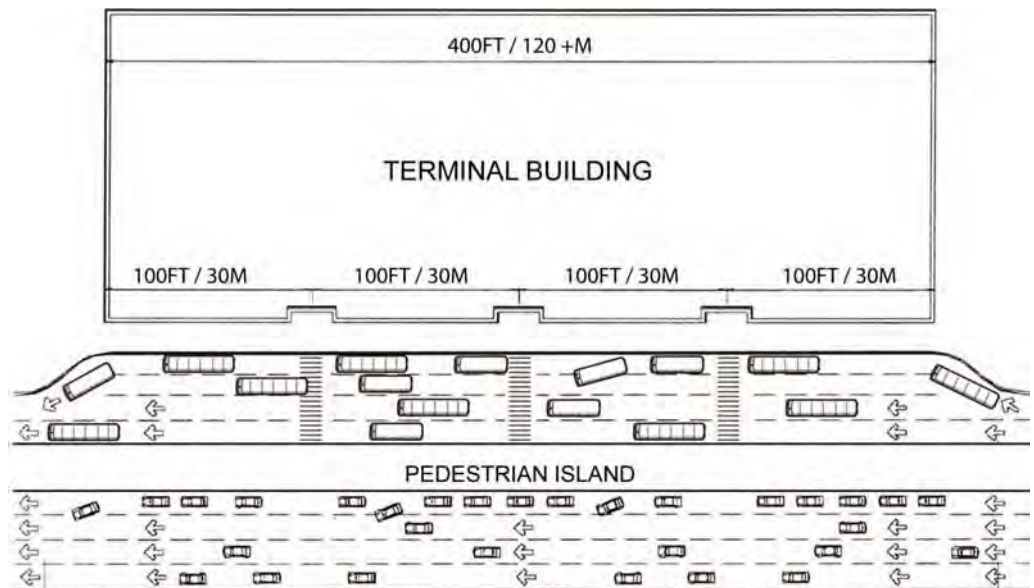 400FT / 120 +M
TERMINAL BUILDING
100FT / 30M 100FT / 30M 100FT / 30M 100FT / 30M
PEDESTRIAN ISLAND